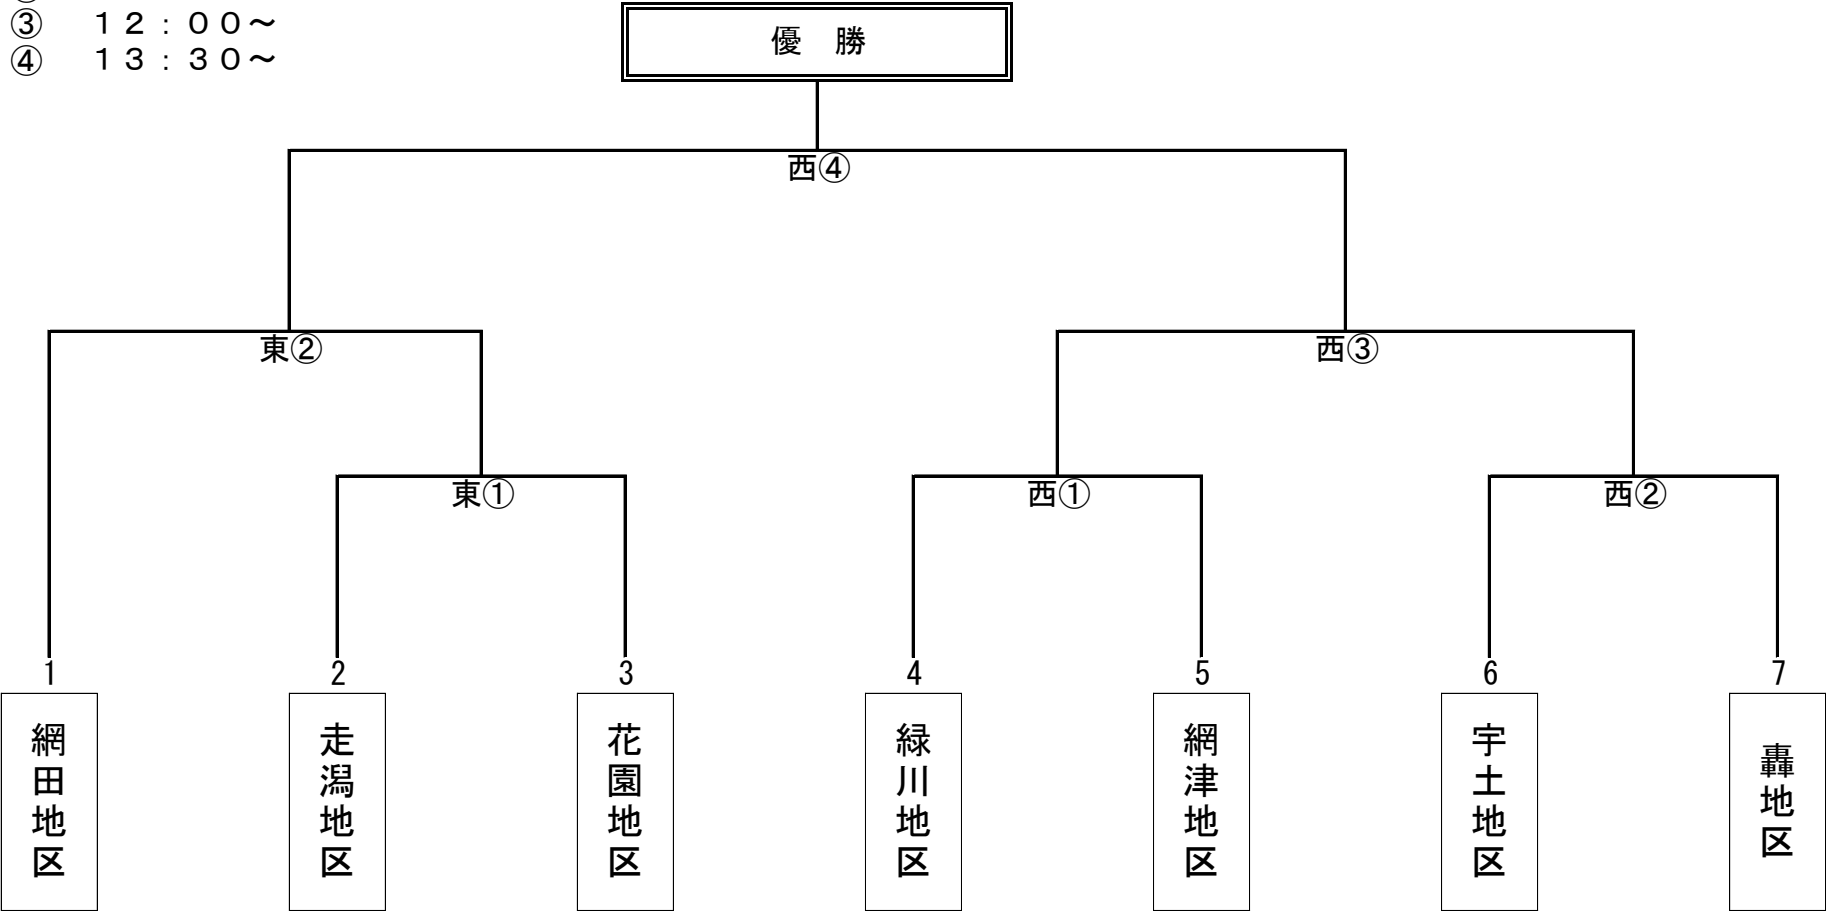 ③ １２：００～
④ １３：３０～
優 勝
西④
東②
西③
東①
西①
西②
1
2
3
4
5
6
7
網田地区
走潟地区
花園地区
緑川地区
網津地区
宇土地区
轟地区